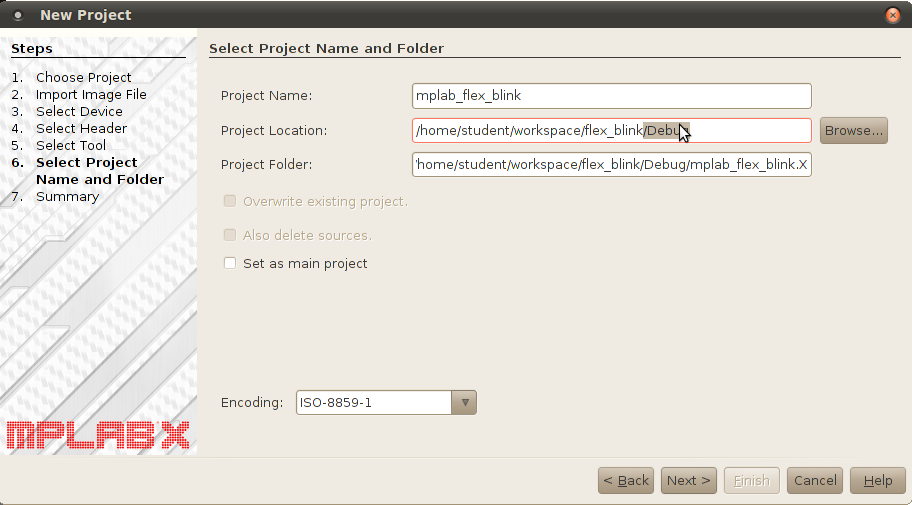 New Project
Steps
1. Choose Project
2. Import Image File
3. Select Device
4. Select Header
5. Select Tool
6. Select Project
Name and Folder
7. Summary
MPLAB X
Select Project Name and Folder
Project Name: mplab_flex_blink
Project Location: /home/student/workspace/flex_blink/Debug Browse...
Project Folder: /home/student/workspace/flex_blink/Debug/mplab_flex_blink.X
Overwrite existing project.
Also delete sources.
Set as main project
Encoding: ISO-8859-1
< Back Next > Finish Cancel Help